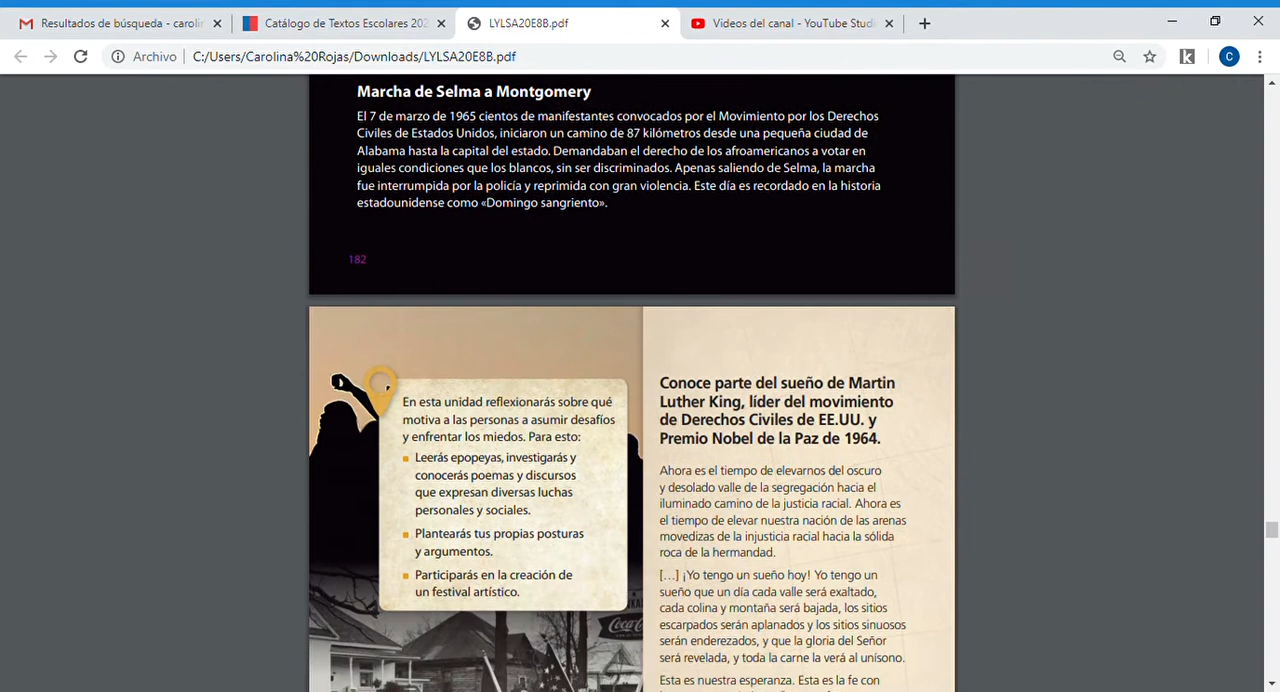 Resultados de búsqueda - carolin
Catálogo de Textos Escolares 202
LYLSA20E8B.pdf
Videos del canal - YouTube Studi
Archivo
C:/Users/Carolina%20Rojas/Downloads/LYLSA20E8B.pdf
C
Marcha de Selma a Montgomery
El 7 de marzo de 1965 cientos de manifestantes convocados por el Movimiento por los Derechos
Civiles de Estados Unidos, iniciaron un camino de 87 kilómetros desde una pequeña ciudad de
Alabama hasta la capital del estado. Demandaban el derecho de los afroamericanos a votar en
iguales condiciones que los blancos, sin ser discriminados. Apenas saliendo de Selma, la marcha
fue interrumpida por la policía y reprimida con gran violencia. Este día es recordado en la historia
estadounidense como «Domingo sangriento».
182
En esta unidad reflexionarás sobre qué
motiva a las personas a asumir desafíos
y enfrentar los miedos. Para esto:
Leerás epopeyas, investigarás y
conocerás poemas y discursos
que expresan diversas luchas
personales y sociales.
Plantearás tus propias posturas
y argumentos.
Participarás en la creación de
un festival artístico.
Coca-Cola
Conoce parte del sueño de Martin
Luther King, líder del movimiento
de Derechos Civiles de EE.UU. y
Premio Nobel de la Paz de 1964.
Ahora es el tiempo de elevarnos del oscuro
y desolado valle de la segregación hacia el
iluminado camino de la justicia racial. Ahora es
el tiempo de elevar nuestra nación de las arenas
movedizas de la injusticia racial hacia la sólida
roca de la hermandad.
[…] ¡Yo tengo un sueño hoy! Yo tengo un
sueño que un día cada valle será exaltado,
cada colina y montaña será bajada, los sitios
escarpados serán aplanados y los sitios sinuosos
serán enderezados, y que la gloria del Señor
será revelada, y toda la carne la verá al unísono.
Esta es nuestra esperanza. Esta es la fe con